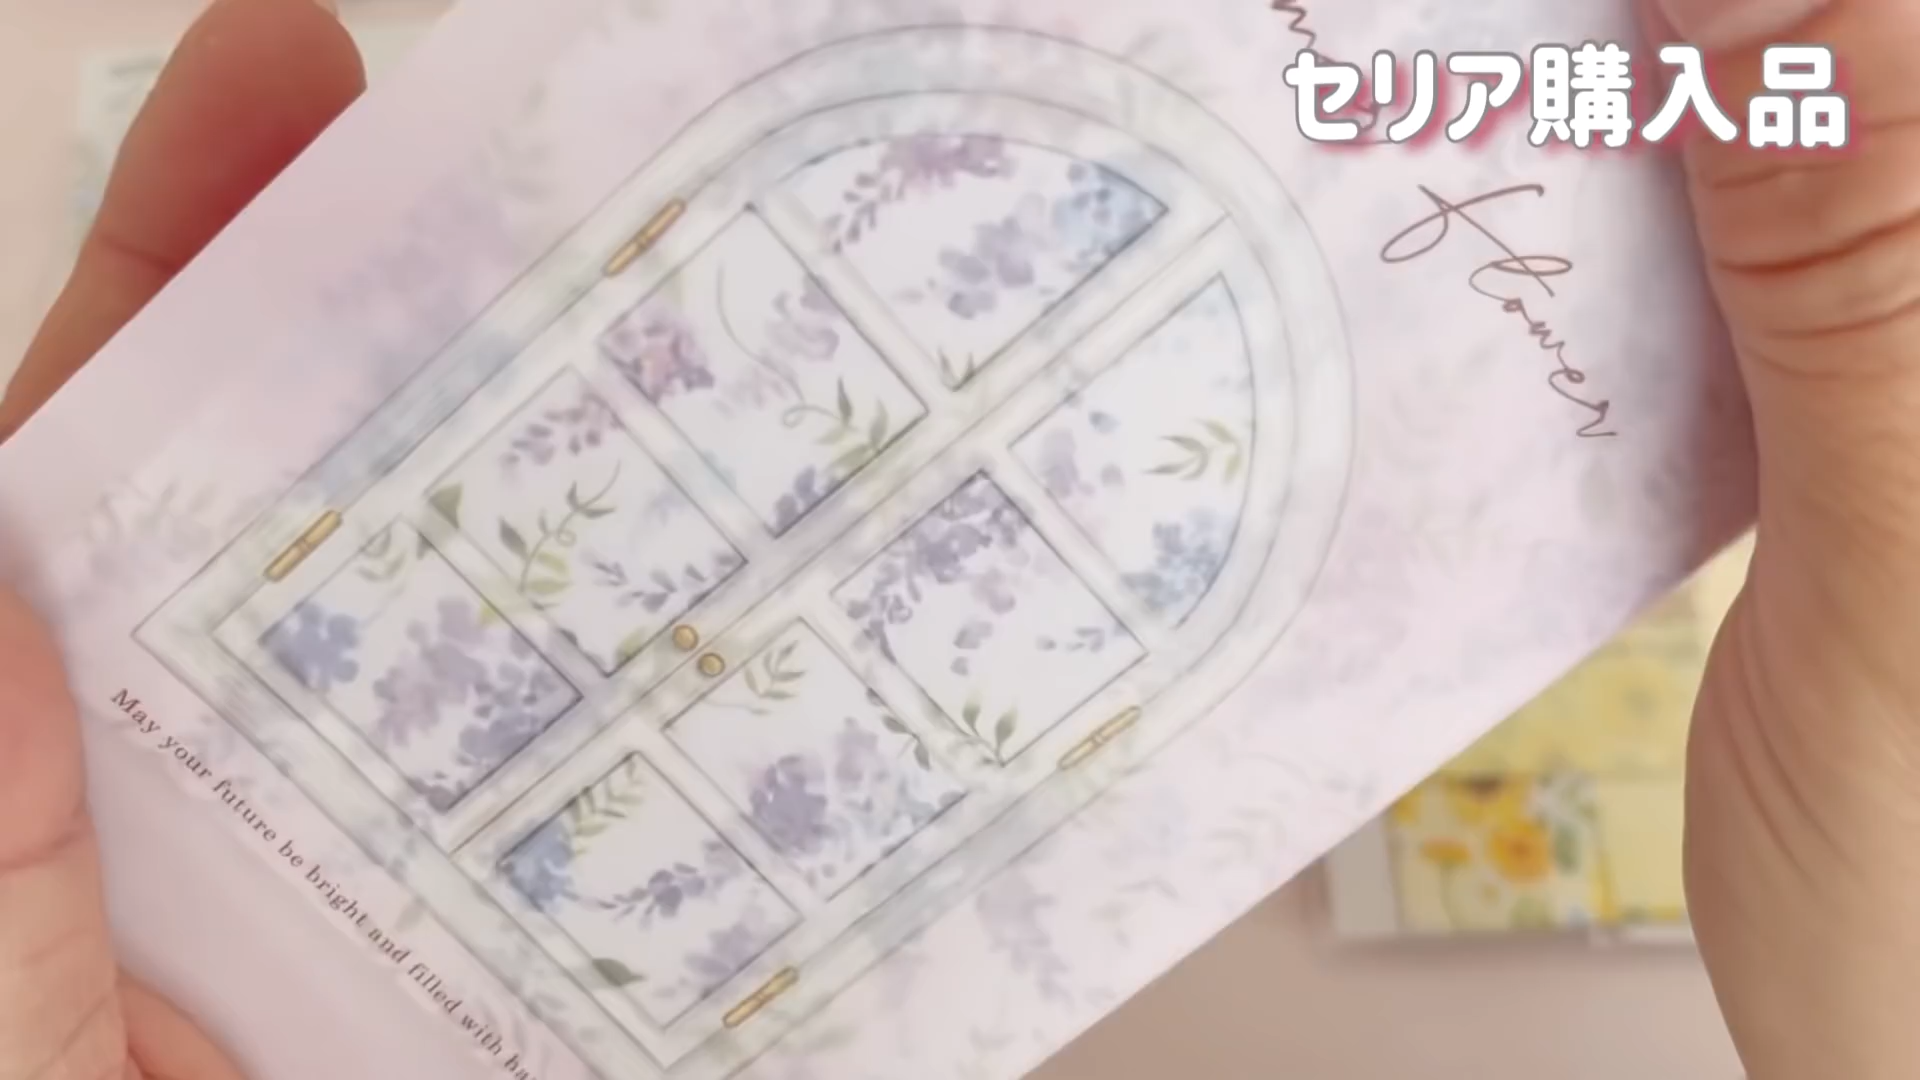 セリア購入品
flower
May your future be bright and filled with